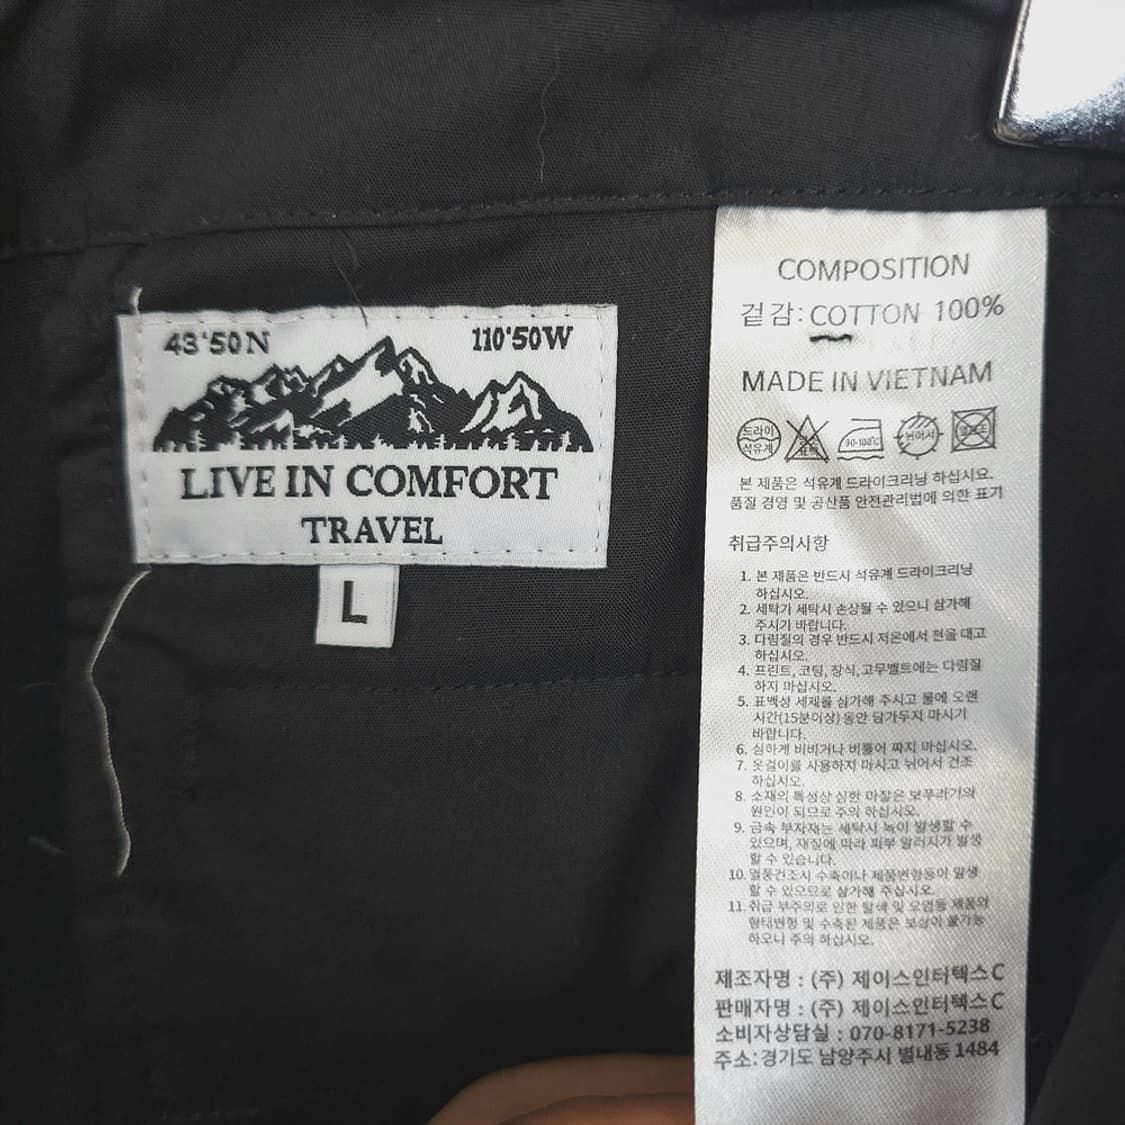 43'50N 110'50W
LIVE IN COMFORT
TRAVEL
L
COMPOSITION
겉감: COTTON 100%
MADE IN VIETNAM
드라이
석유계
표백
90-100°C
뉘어서
본 제품은 석유계 드라이크리닝 하십시요.
품질 경영 및 공산품 안전관리법에 의한 표기
취급주의사항
1. 본 제품은 반드시 석유계 드라이크리닝
하십시오.
2. 세탁기 세탁시 손상될 수 있으니 삼가해
주시기 바랍니다.
3. 다림질의 경우 반드시 저온에서 천을 대고
하십시오.
4. 프린트, 코팅, 장식, 고무벨트에는 다림질
하지 마십시오.
5. 표백성 세제를 삼가해 주시고 물에 오랜
시간(15분이상)동안 담가두지 마시기
바랍니다.
6. 심하게 비비거나 비틀어 짜지 마십시오.
7. 옷걸이를 사용하지 마시고 뉘어서 건조
하십시오.
8. 소재의 특성상 심한 마찰은 보푸라기의
원인이 되므로 주의 하십시오.
9. 금속 부자재는 세탁시 녹이 발생할 수
있으며, 재질에 따라 피부 알러지가 발생
할 수 있습니다.
10. 열풍건조시 수축이나 제품변형등이 발생
할 수 있으므로 삼가해 주십시오.
11. 취급 부주의로 인한 탈색 및 오염등 제품의
형태변형 및 수축된 제품은 보상이 불가능
하오니 주의 하십시오.
제조자명 : (주) 제이스인터텍스C
판매자명 : (주) 제이스인터텍스C
소비자상담실 : 070-8171-5238
주소: 경기도 남양주시 별내동 1484